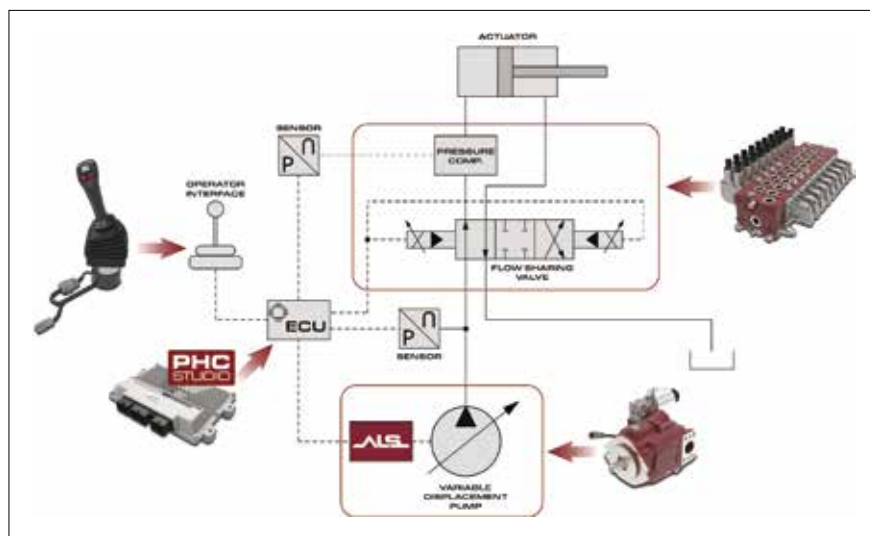 ACTUATOR
SENSOR
P
PRESSURE
COMP.
OPERATOR
INTERFACE
FLOW SHARING
VALVE
ECU
P
SENSOR
PHC
STUDIO
ALS
VARIABLE
DISPLACEMENT
PUMP